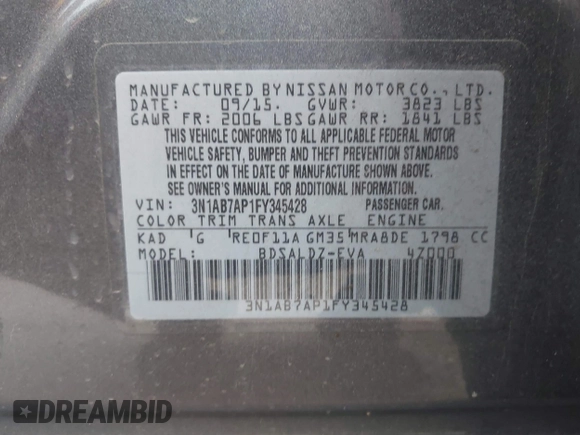 MANUFACTURED BY NISSAN MOTOR CO., LTD.
DATE: 09/15. GVWR: 3823 LBS
GAWR FR: 2006 LBS GAWR RR: 1841 LBS
THIS VEHICLE CONFORMS TO ALL APPLICABLE FEDERAL MOTOR
VEHICLE SAFETY, BUMPER AND THEFT PREVENTION STANDARDS
IN EFFECT ON THE DATE OF MANUFACTURE SHOWN ABOVE.
SEE OWNER'S MANUAL FOR ADDITIONAL INFORMATION.
VIN: 3N1AB7AP1FY345428 PASSENGER CAR.
COLOR TRIM TRANS AXLE ENGINE
KAD G RE0F11A GM35 MRA8DE 1798 CC
BDSALDZ-EVA 4Z000
3N1AB7AP1FY345428
DREAMBID